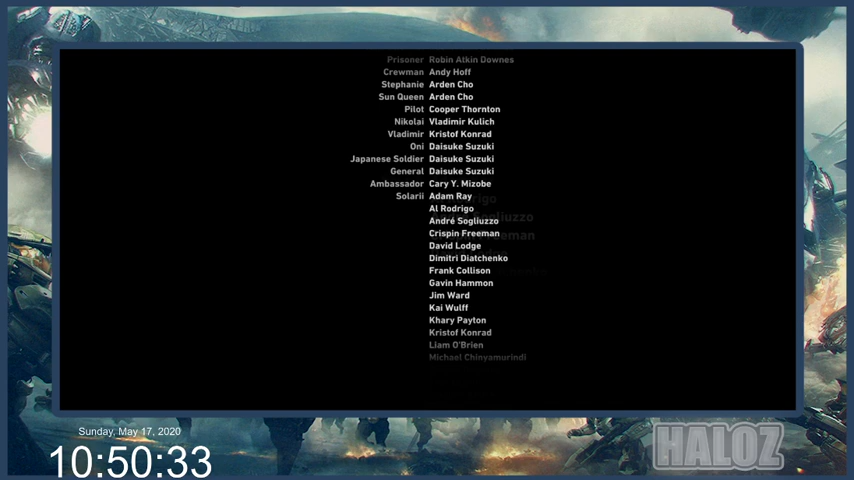 Prisoner Robin Atkin Downes
Crewman Andy Hoff
Stephanie Arden Cho
Sun Queen Arden Cho
Pilot Cooper Thornton
Nikolai Vladimir Kulich
Vladimir Kristof Konrad
Oni Daisuke Suzuki
Japanese Soldier Daisuke Suzuki
General Daisuke Suzuki
Ambassador Cary Y. Mizobe
Solarii Adam Ray
Al Rodrigo
André Sogliuzzo
Crispin Freeman
David Lodge
Dimitri Diatchenko
Frank Collison
Gavin Hammon
Jim Ward
Kai Wulff
Khary Payton
Kristof Konrad
Liam O'Brien
Michael Chinyamurindi
Sunday, May 17, 2020
10:50:33
HALOZ